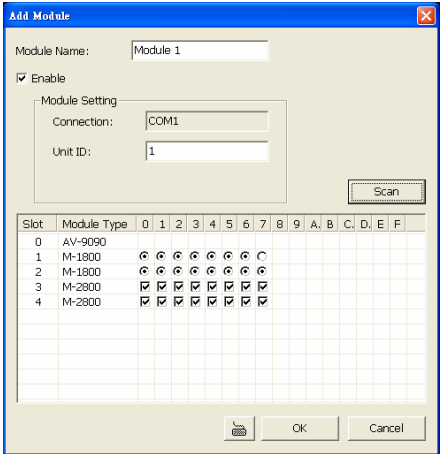 Add Module
Module Name: Module 1
Enable
Module Setting
Connection: COM1
Unit ID: 1
Scan
Slot Module Type 0 1 2 3 4 5 6 7 8 9 A. B C. D. E F
0 AV-9090
1 M-1800
2 M-1800
3 M-2800
4 M-2800
OK Cancel